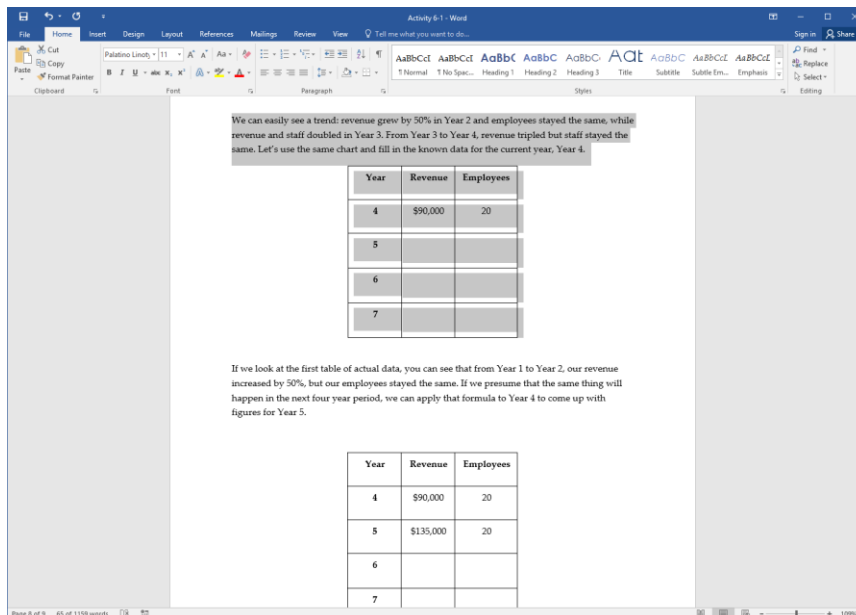 Activity 6-1 - Word
File Home Insert Design Layout References Mailings Review View Tell me what you want to do... Sign in Share
Cut
Copy
Format Painter
Paste
Palatino Linoty 11 A A Aa
B I U abc x, x² A
AaBbCcI AaBbCcI AaBbC AaBbC AaBbC AaB AaBbC AaBbCcL AaBbCcL
¶ Normal ¶ No Spac... Heading 1 Heading 2 Heading 3 Title Subtitle Subtle Em... Emphasis
Find
Replace
Select
Clipboard Font Paragraph Styles Editing
We can easily see a trend: revenue grew by 50% in Year 2 and employees stayed the same, while
revenue and staff doubled in Year 3. From Year 3 to Year 4, revenue tripled but staff stayed the
same. Let's use the same chart and fill in the known data for the current year, Year 4.
Year Revenue Employees
4 $90,000 20
5
6
7
If we look at the first table of actual data, you can see that from Year 1 to Year 2, our revenue
increased by 50%, but our employees stayed the same. If we presume that the same thing will
happen in the next four year period, we can apply that formula to Year 4 to come up with
figures for Year 5.
Year Revenue Employees
4 $90,000 20
5 $135,000 20
6
7
Page 8 of 9 65 of 1159 words 100%